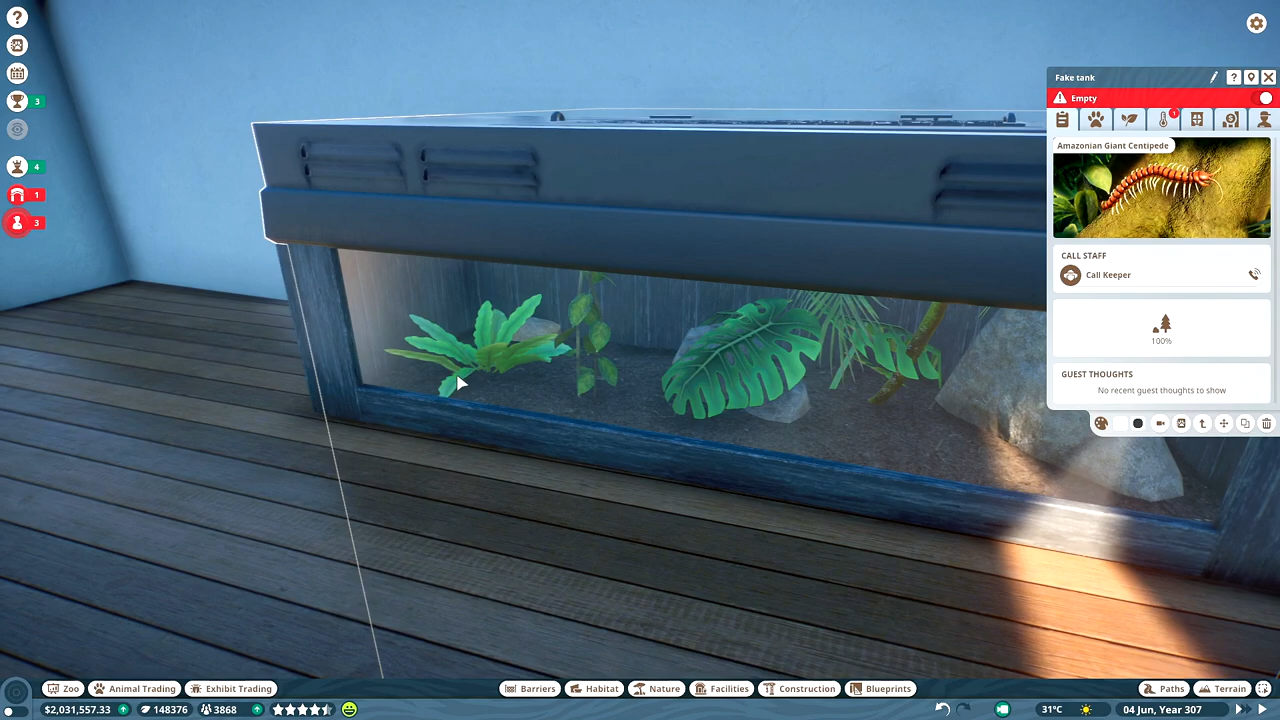 ?
3
4
1
3
Fake tank
?
Empty
1
Amazonian Giant Centipede
CALL STAFF
Call Keeper
100%
GUEST THOUGHTS
No recent guest thoughts to show
Zoo
Animal Trading
Exhibit Trading
Barriers
Habitat
Nature
Facilities
Construction
Blueprints
Paths
Terrain
$2,031,557.33
148376
3868
31°C
04 Jun, Year 307